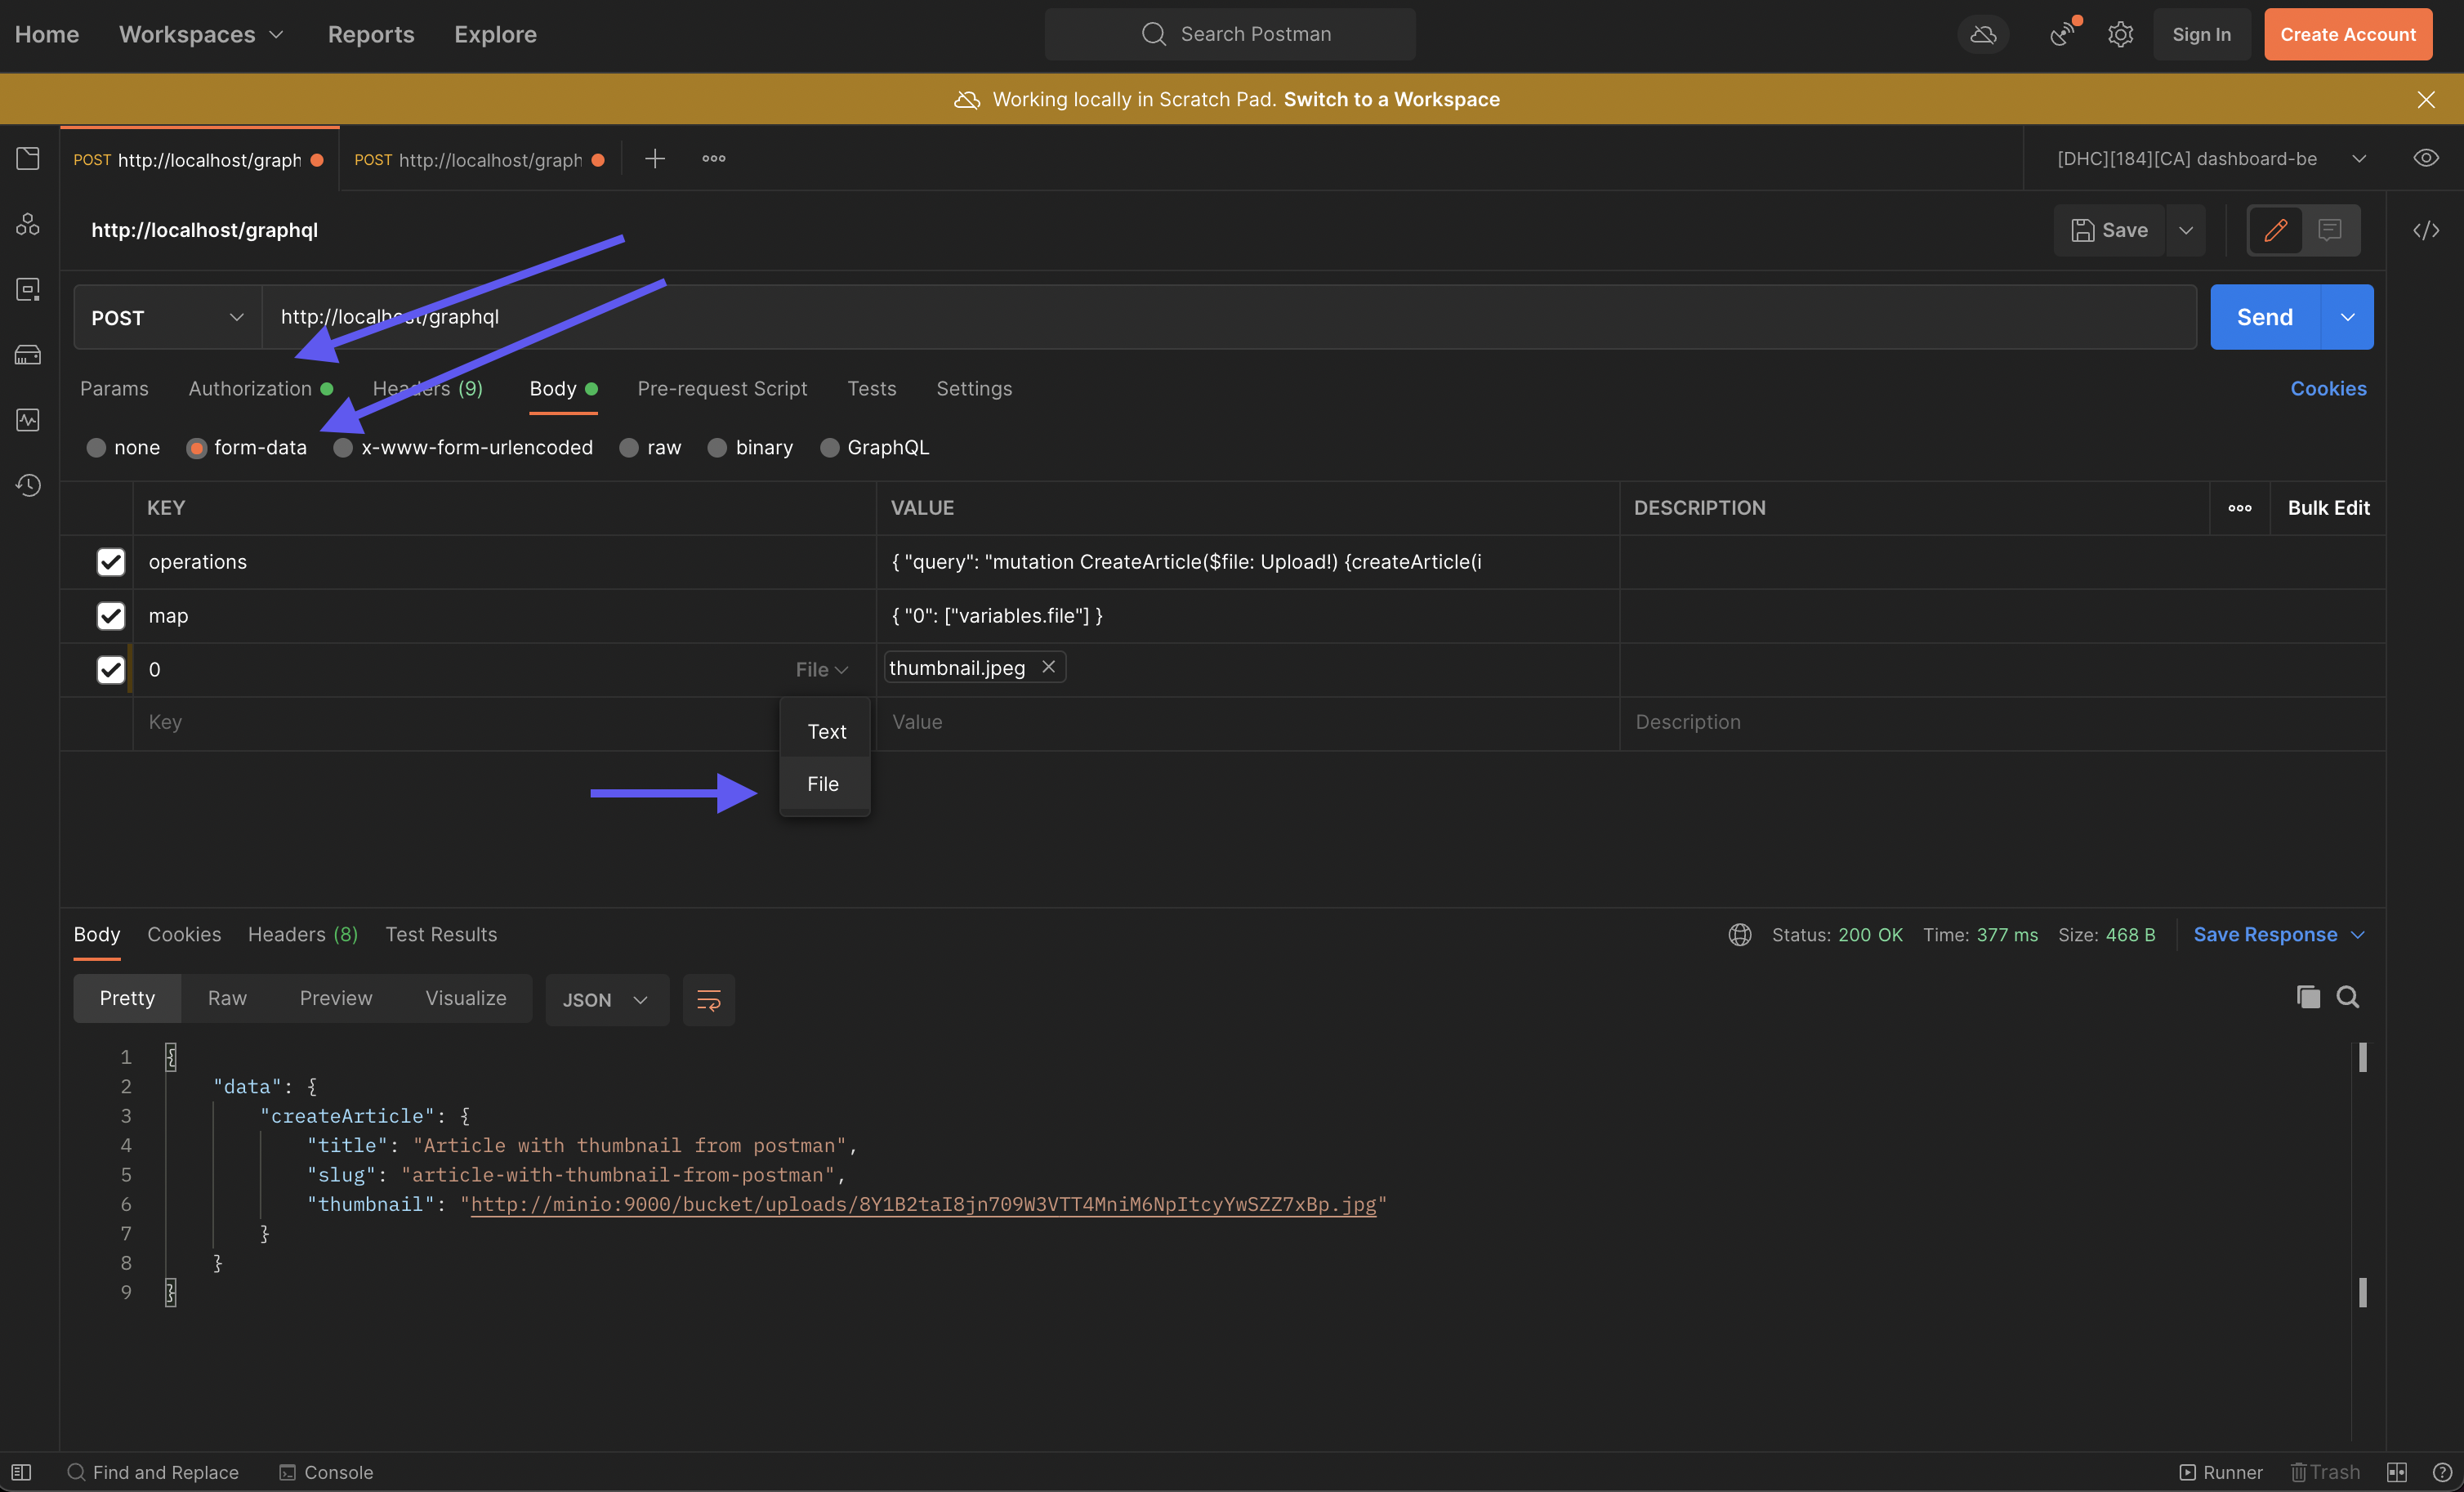 Home Workspaces Reports Explore Search Postman Sign In Create Account
Working locally in Scratch Pad. Switch to a Workspace
POST http://localhost/graph POST http://localhost/graph [DHC][184][CA] dashboard-be
http://localhost/graphql Save
POST http://localhost/graphql Send
Params Authorization Headers (9) Body Pre-request Script Tests Settings Cookies
none form-data x-www-form-urlencoded raw binary GraphQL
KEY VALUE DESCRIPTION Bulk Edit
operations { "query": "mutation CreateArticle($file: Upload!) {createArticle(i
map { "0": ["variables.file"] }
0 File thumbnail.jpeg
Key Value Description
Text
File
Body Cookies Headers (8) Test Results Status: 200 OK Time: 377 ms Size: 468 B Save Response
Pretty Raw Preview Visualize JSON
1 {
2 "data": {
3 "createArticle": {
4 "title": "Article with thumbnail from postman",
5 "slug": "article-with-thumbnail-from-postman",
6 "thumbnail": "http://minio:9000/bucket/uploads/8Y1B2taI8jn709W3VTT4MniM6NpItcyYwSZZ7xBp.jpg"
7 }
8 }
9 }
Find and Replace Console Runner Trash